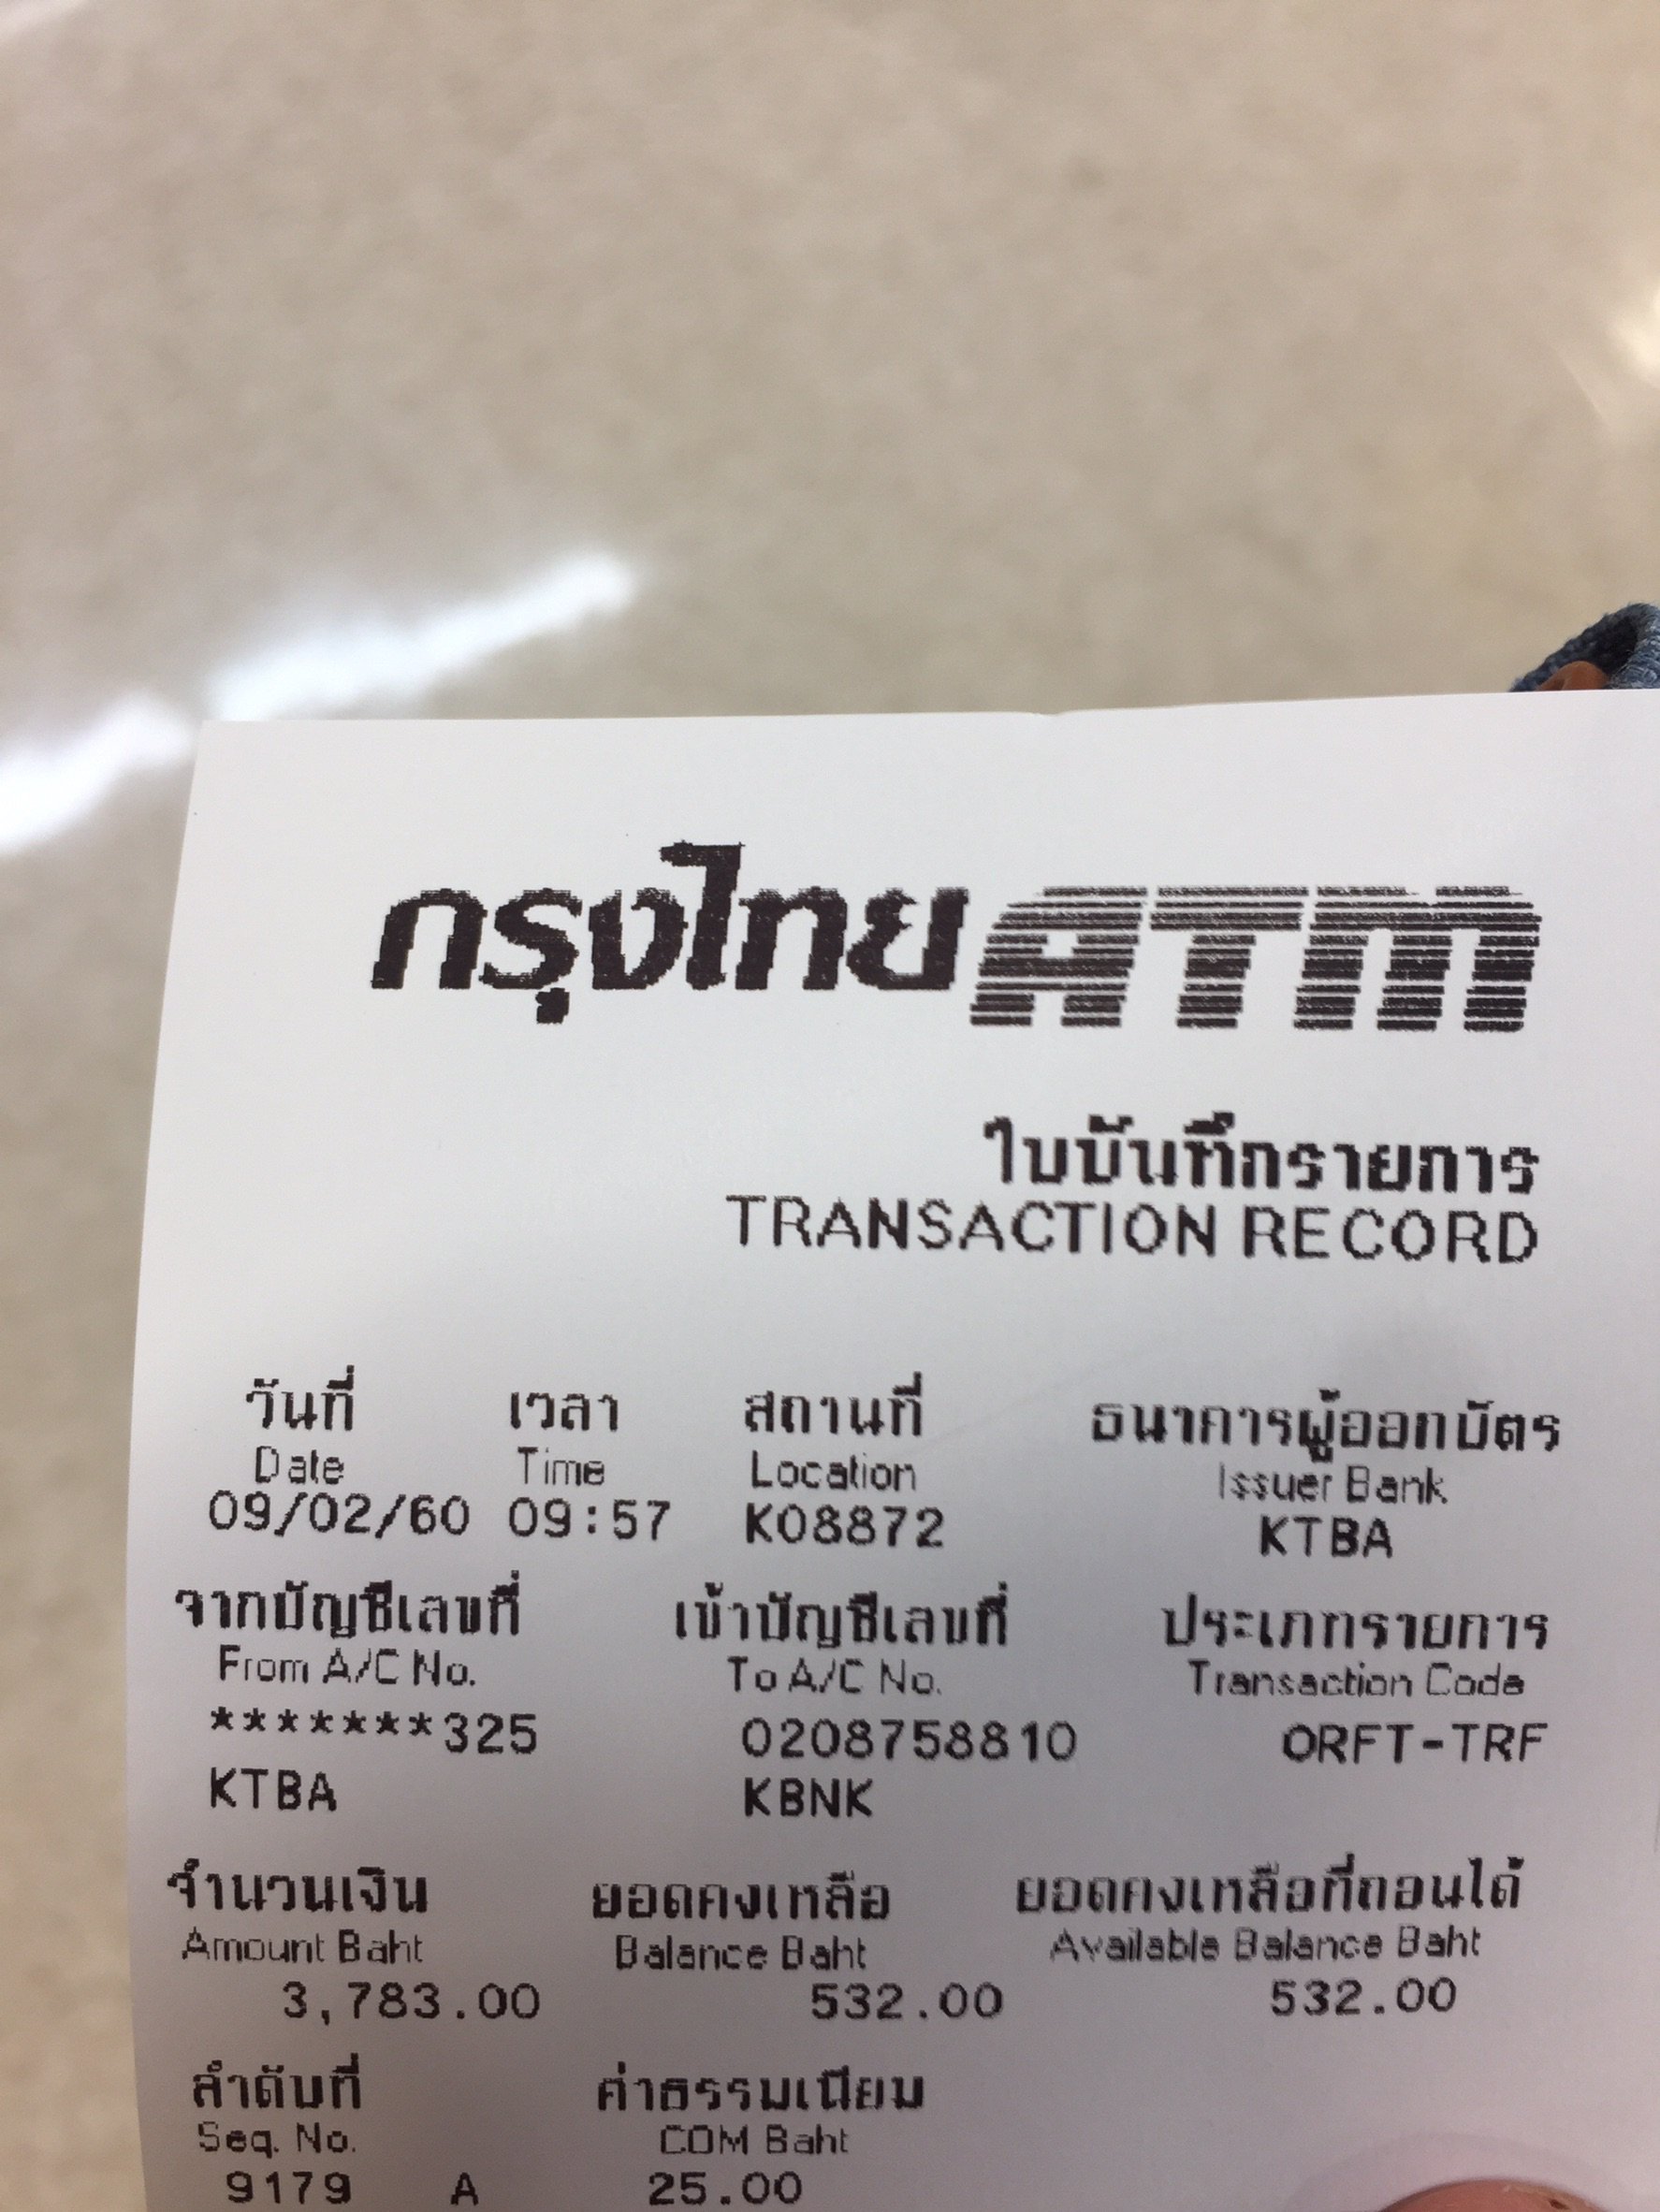 กรุงไทย ATM
ใบบันทึกรายการ
TRANSACTION RECORD
วันที่ เวลา สถานที่ ธนาคารผู้ออกบัตร
Date Time Location Issuer Bank
09/02/60 09:57 K08872 KTBA
จากบัญชีเลขที่ เข้าบัญชีเลขที่ ประเภทรายการ
From A/C No. To A/C No. Transaction Code
*******325 0208758810 ORFT-TRF
KTBA KBNK
จำนวนเงิน ยอดคงเหลือ ยอดคงเหลือที่ถอนได้
Amount Baht Balance Baht Available Balance Baht
3,783.00 532.00 532.00
ลำดับที่ ค่าธรรมเนียม
Seq. No. COM Baht
9179 A 25.00